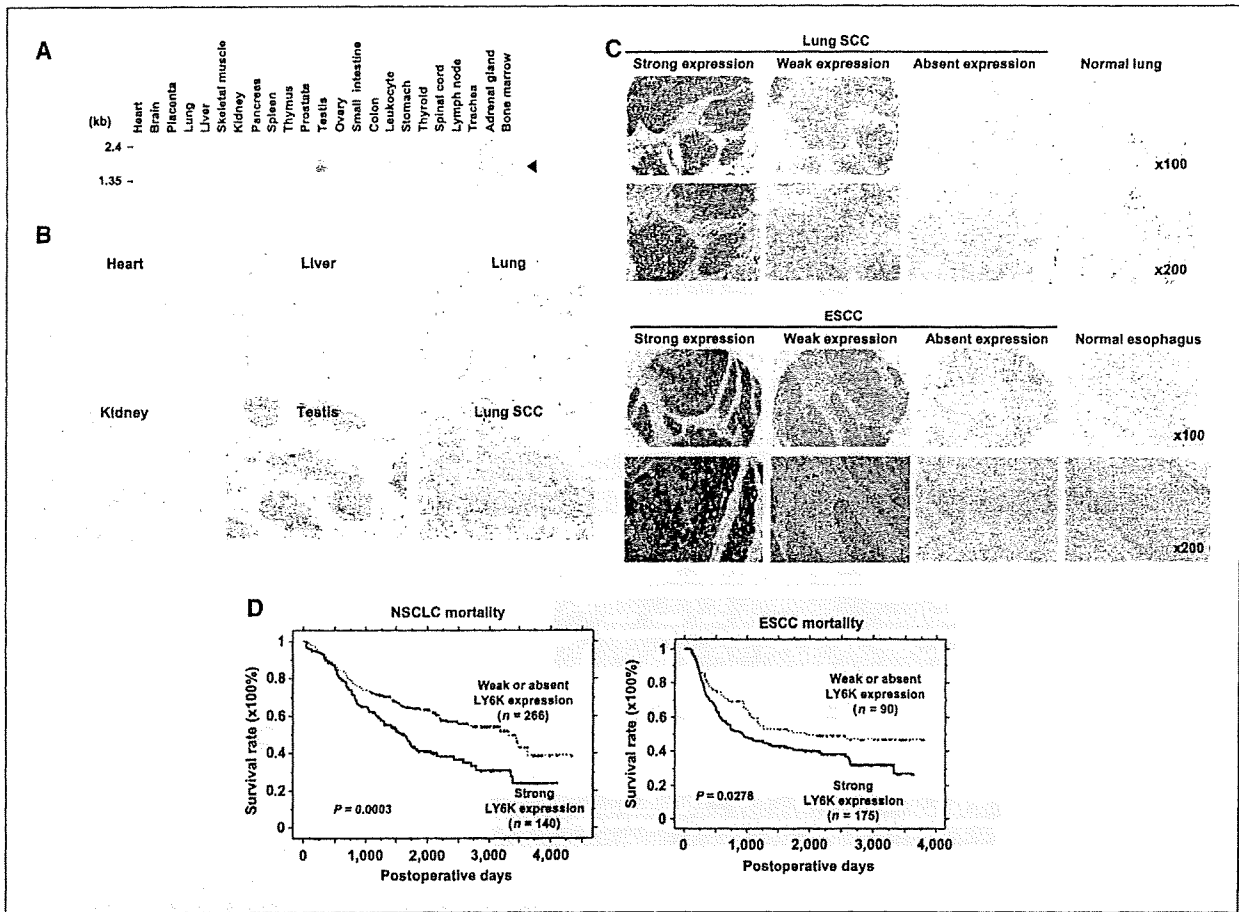 A
Heart
Brain
Placenta
Lung
Liver
Skeletal muscle
Kidney
Pancreas
Spleen
Thymus
Prostate
Testis
Ovary
Small intestine
Colon
Leukocyte
Stomach
Thyroid
Spinal cord
Lymph node
Trachea
Adrenal gland
Bone marrow
(kb)
2.4 –
1.35 –
B
Heart Liver Lung
Kidney Testis Lung SCC
C
Lung SCC
Strong expression Weak expression Absent expression Normal lung
x100
x200
ESCC
Strong expression Weak expression Absent expression Normal esophagus
x100
x200
D
NSCLC mortality
Survival rate (x100%)
1
0.8
0.6
0.4
0.2
0
Weak or absent
LY6K expression
(n = 266)
P = 0.0003
Strong
LY6K expression
(n = 140)
0 1,000 2,000 3,000 4,000
Postoperative days
ESCC mortality
Survival rate (x100%)
1
0.8
0.6
0.4
0.2
0
Weak or absent
LY6K expression
(n = 90)
P = 0.0278
Strong
LY6K expression
(n = 175)
0 1,000 2,000 3,000 4,000
Postoperative days